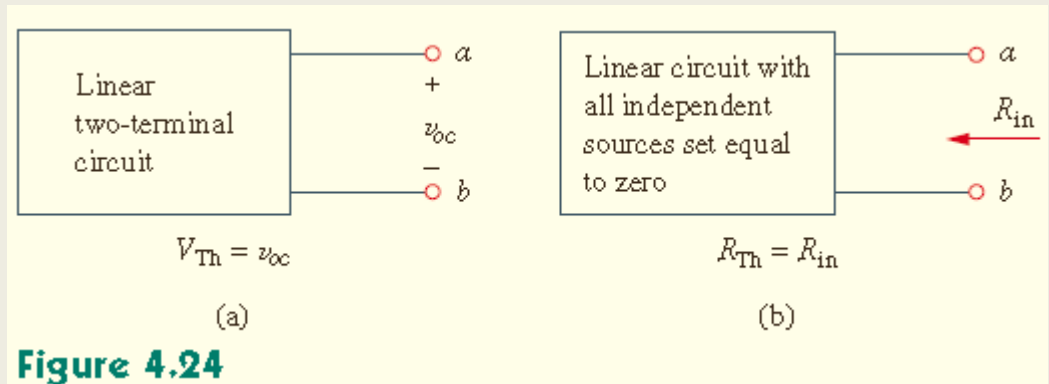 Linear
two-terminal
circuit
a
+
v_oc
–
b
V_Th = v_oc
(a)
Linear circuit with
all independent
sources set equal
to zero
a
R_in
b
R_Th = R_in
(b)
Figure 4.24